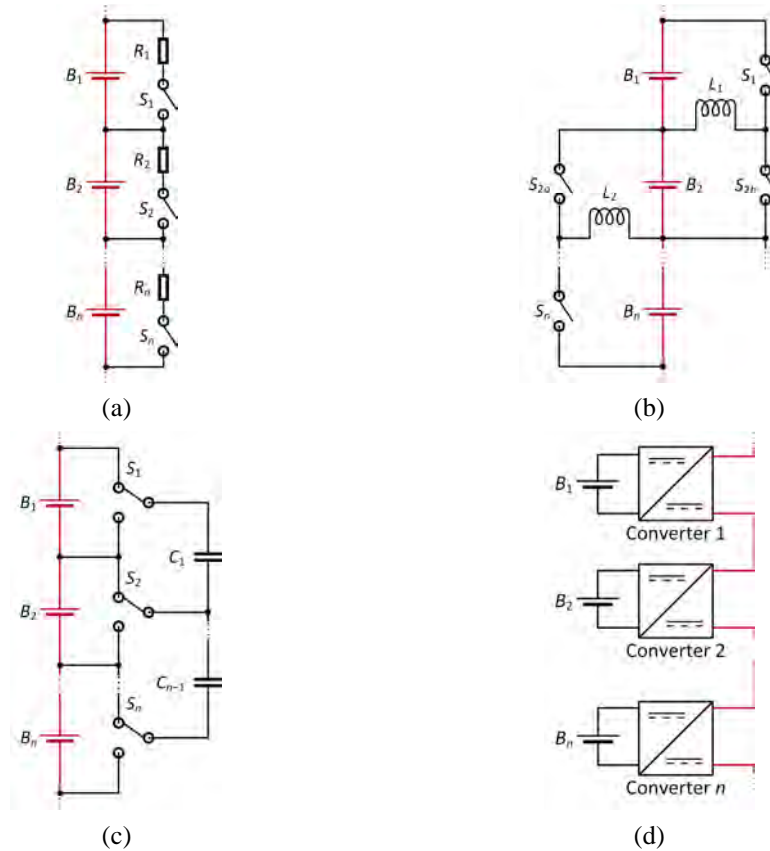 R1
B1
S1
R2
B2
S2
Rn
Bn
Sn
(a)
B1
S1
L1
S2a
B2
S2b
L2
Sn
Bn
(b)
S1
B1
C1
S2
B2
Cn−1
Sn
Bn
(c)
B1
Converter 1
B2
Converter 2
Bn
Converter n
(d)